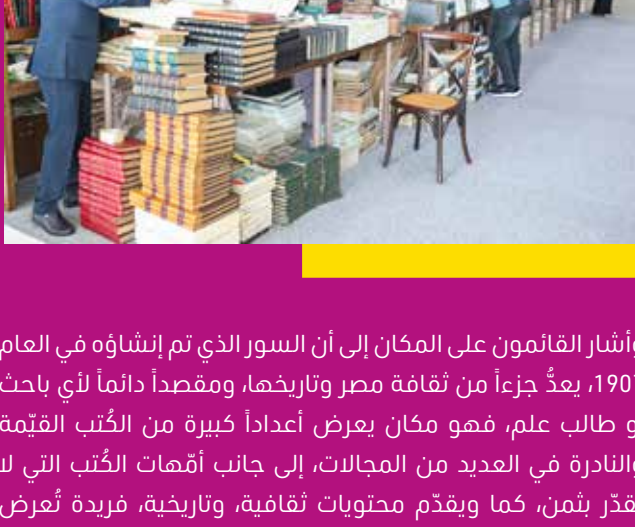 وأشار القائمون على المكان إلى أن السور الذي تم إنشاؤه في العام
1907، يعدُّ جزءاً من ثقافة مصر وتاريخها، ومقصداً دائماً لأي باحث
أو طالب علم، فهو مكان يعرض أعداداً كبيرة من الكُتب القيّمة
والنادرة في العديد من المجالات، إلى جانب أمّهات الكُتب التي لا
تقدّر بثمن، كما ويقدّم محتويات ثقافية، وتاريخية، فريدة تُعرض